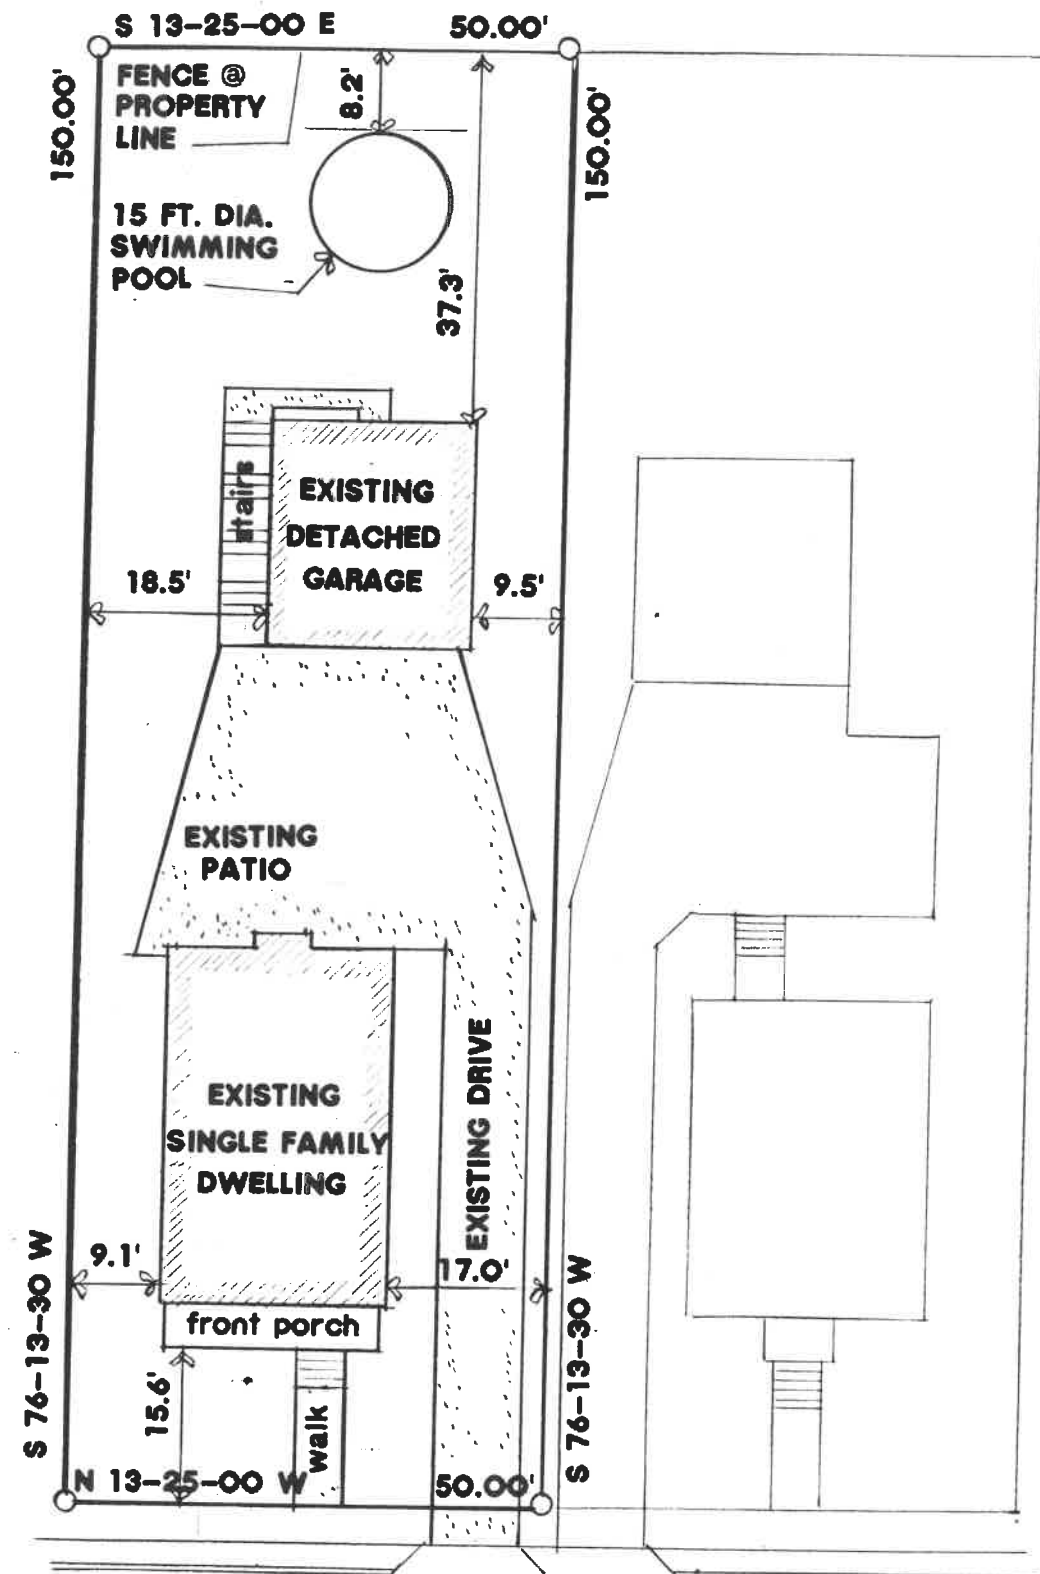 S 13-25-00 E 50.00'
150.00'
FENCE @
PROPERTY
LINE
8.2'
150.00'
15 FT. DIA.
SWIMMING
POOL
37.3'
stairs
EXISTING
DETACHED
GARAGE
18.5'
9.5'
EXISTING
PATIO
EXISTING DRIVE
EXISTING
SINGLE FAMILY
DWELLING
9.1'
17.0'
front porch
S 76-13-30 W
S 76-13-30 W
15.6'
walk
N 13-25-00 W 50.00'